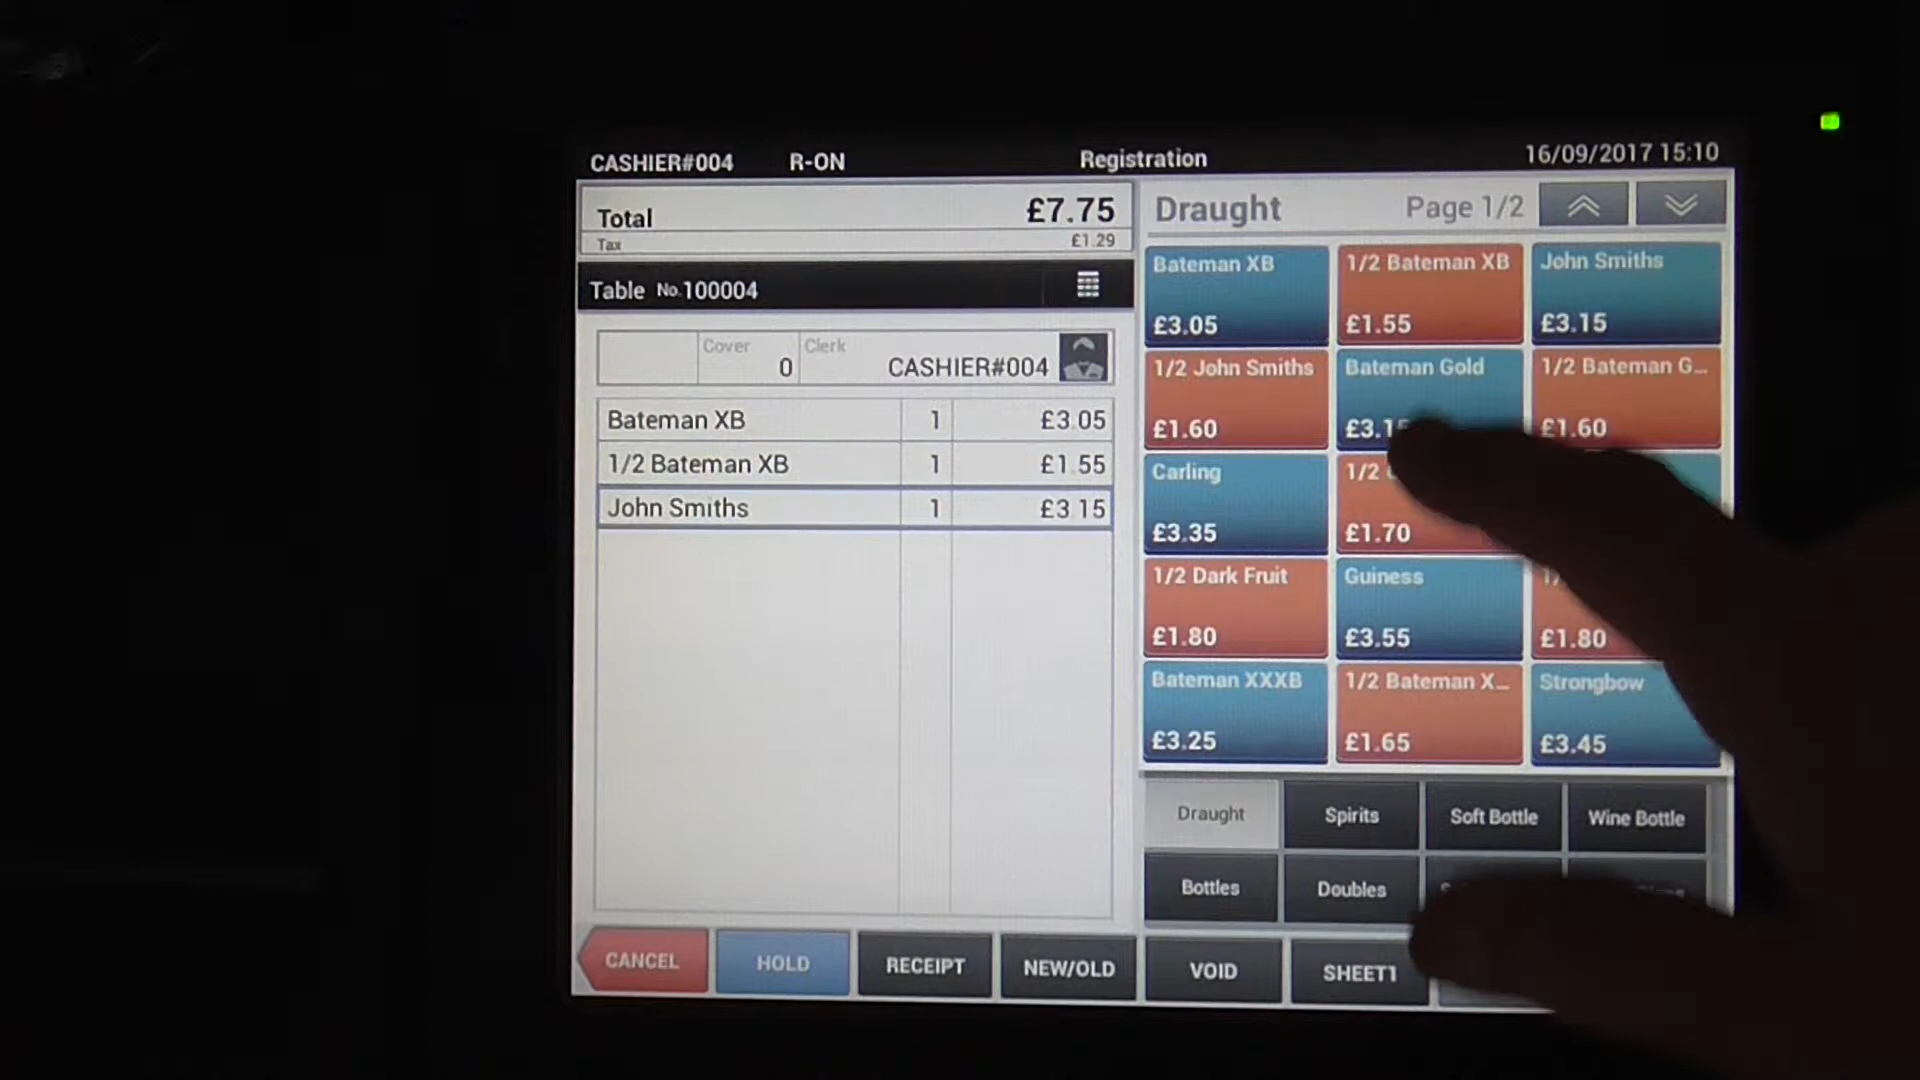 CASHIER#004 R-ON Registration 16/09/2017 15:10
Total £7.75
Tax £1.29
Table No.100004
Cover 0 Clerk CASHIER#004
Bateman XB 1 £3.05
1/2 Bateman XB 1 £1.55
John Smiths 1 £3.15
Draught Page 1/2
Bateman XB £3.05
1/2 Bateman XB £1.55
John Smiths £3.15
1/2 John Smiths £1.60
Bateman Gold £3.15
1/2 Bateman G... £1.60
Carling £3.35
1/2 £1.70
1/2 Dark Fruit £1.80
Guiness £3.55
£1.80
Bateman XXXB £3.25
1/2 Bateman X... £1.65
Strongbow £3.45
Draught Spirits Soft Bottle Wine Bottle
Bottles Doubles
CANCEL HOLD RECEIPT NEW/OLD VOID SHEET1